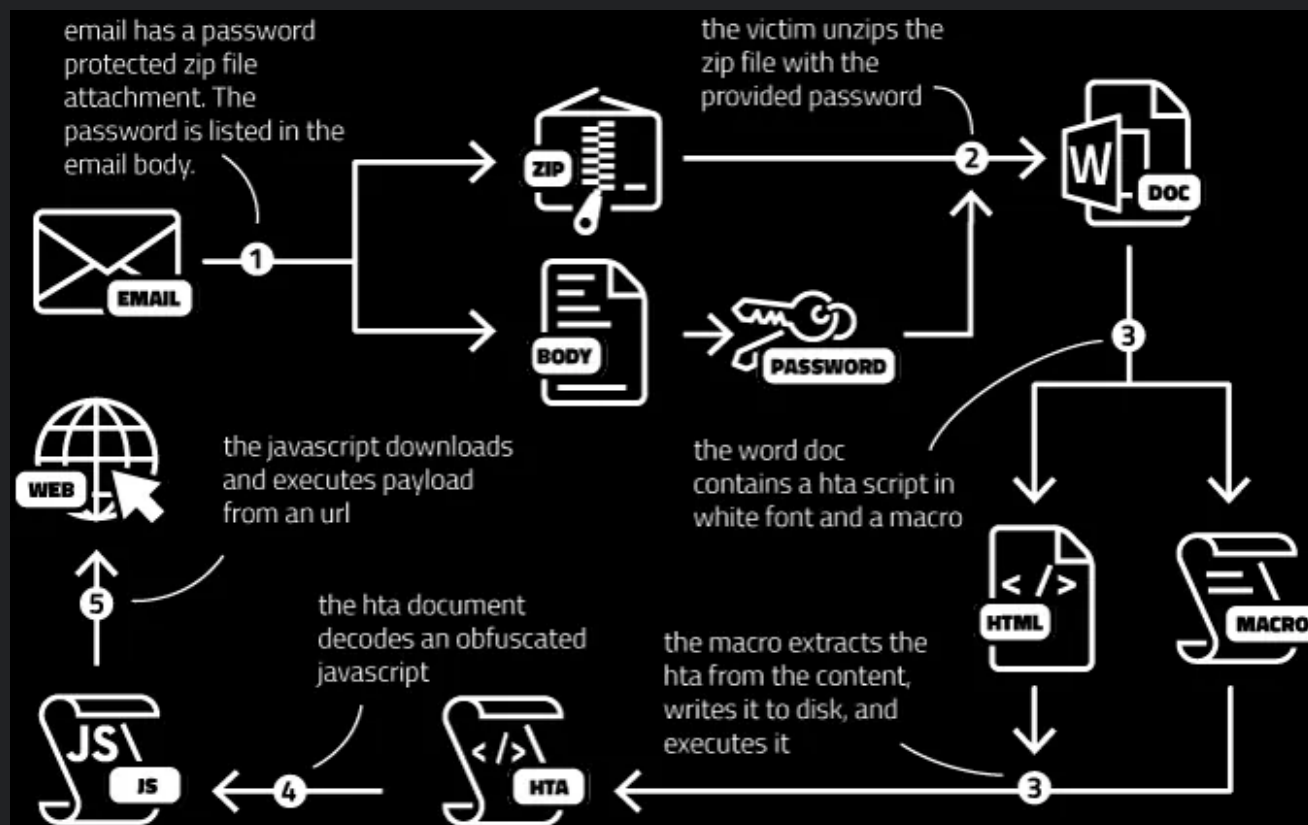 email has a password
protected zip file
attachment. The
password is listed in the
email body.
the victim unzips the
zip file with the
provided password
ZIP
2
W
DOC
1
EMAIL
BODY
PASSWORD
3
the javascript downloads
and executes payload
from an url
WEB
the word doc
contains a hta script in
white font and a macro
5
the hta document
decodes an obfuscated
javascript
< />
HTML
MACRO
the macro extracts the
hta from the content,
writes it to disk, and
executes it
JS
JS
4
</>
HTA
3